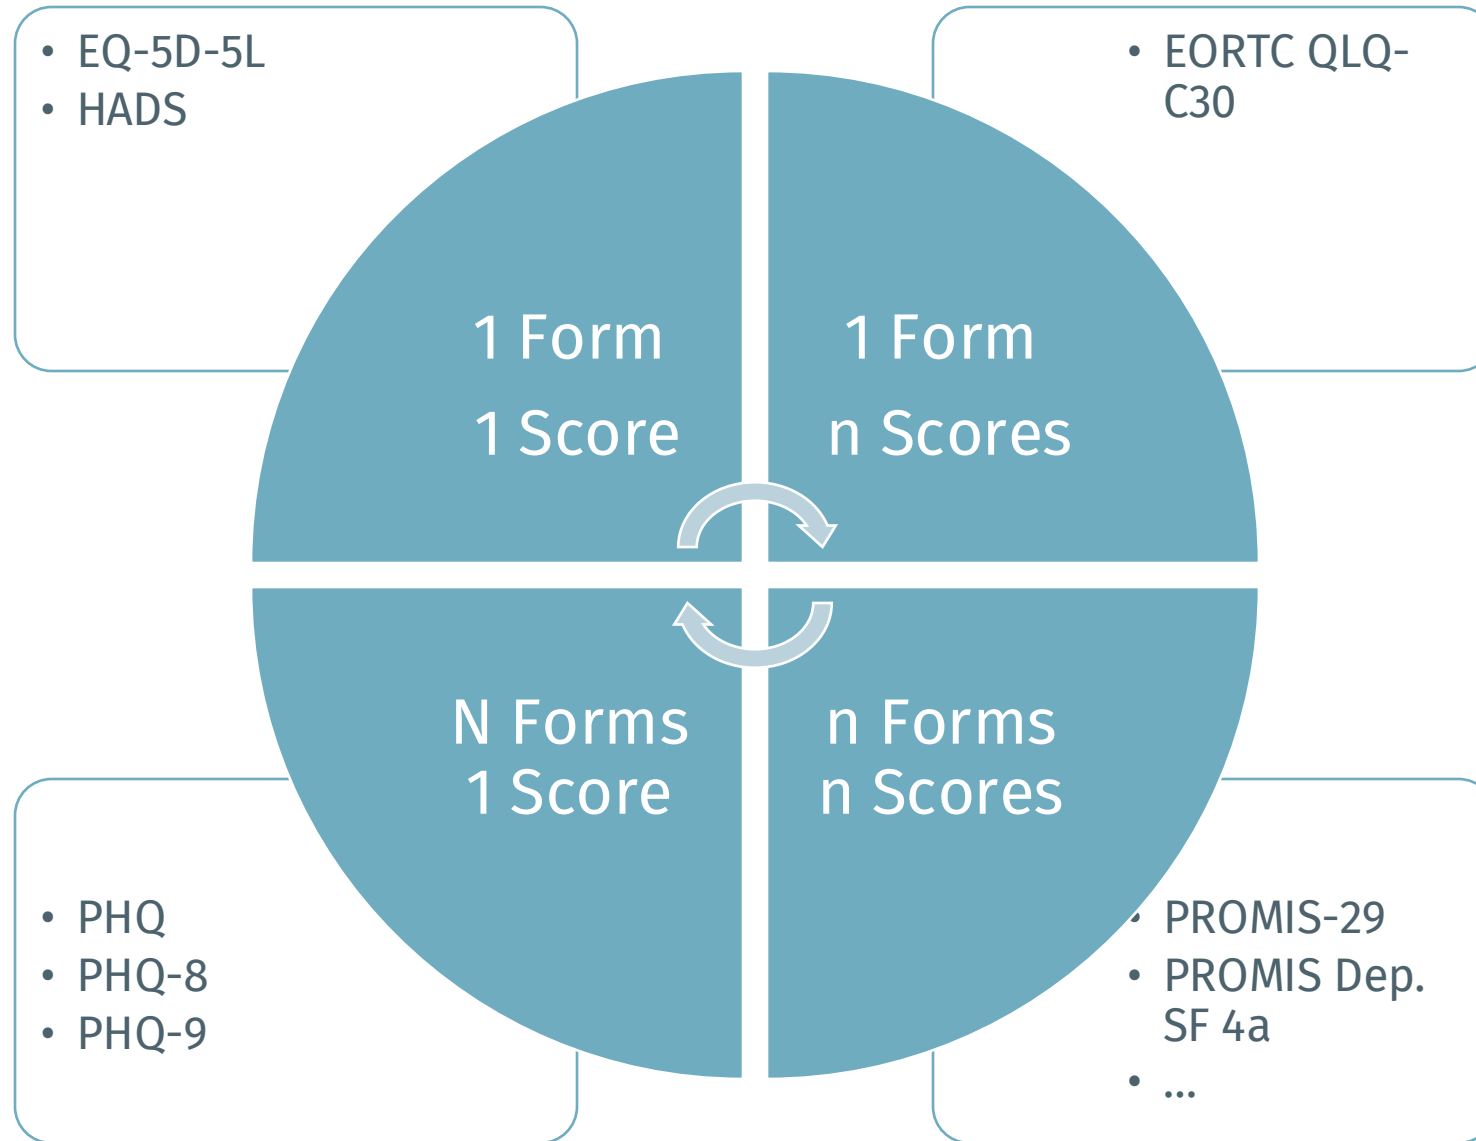 • EQ-5D-5L
• HADS
• EORTC QLQ-
C30
1 Form
1 Score
1 Form
n Scores
N Forms
1 Score
n Forms
n Scores
• PHQ
• PHQ-8
• PHQ-9
• PROMIS-29
• PROMIS Dep.
SF 4a
• ...